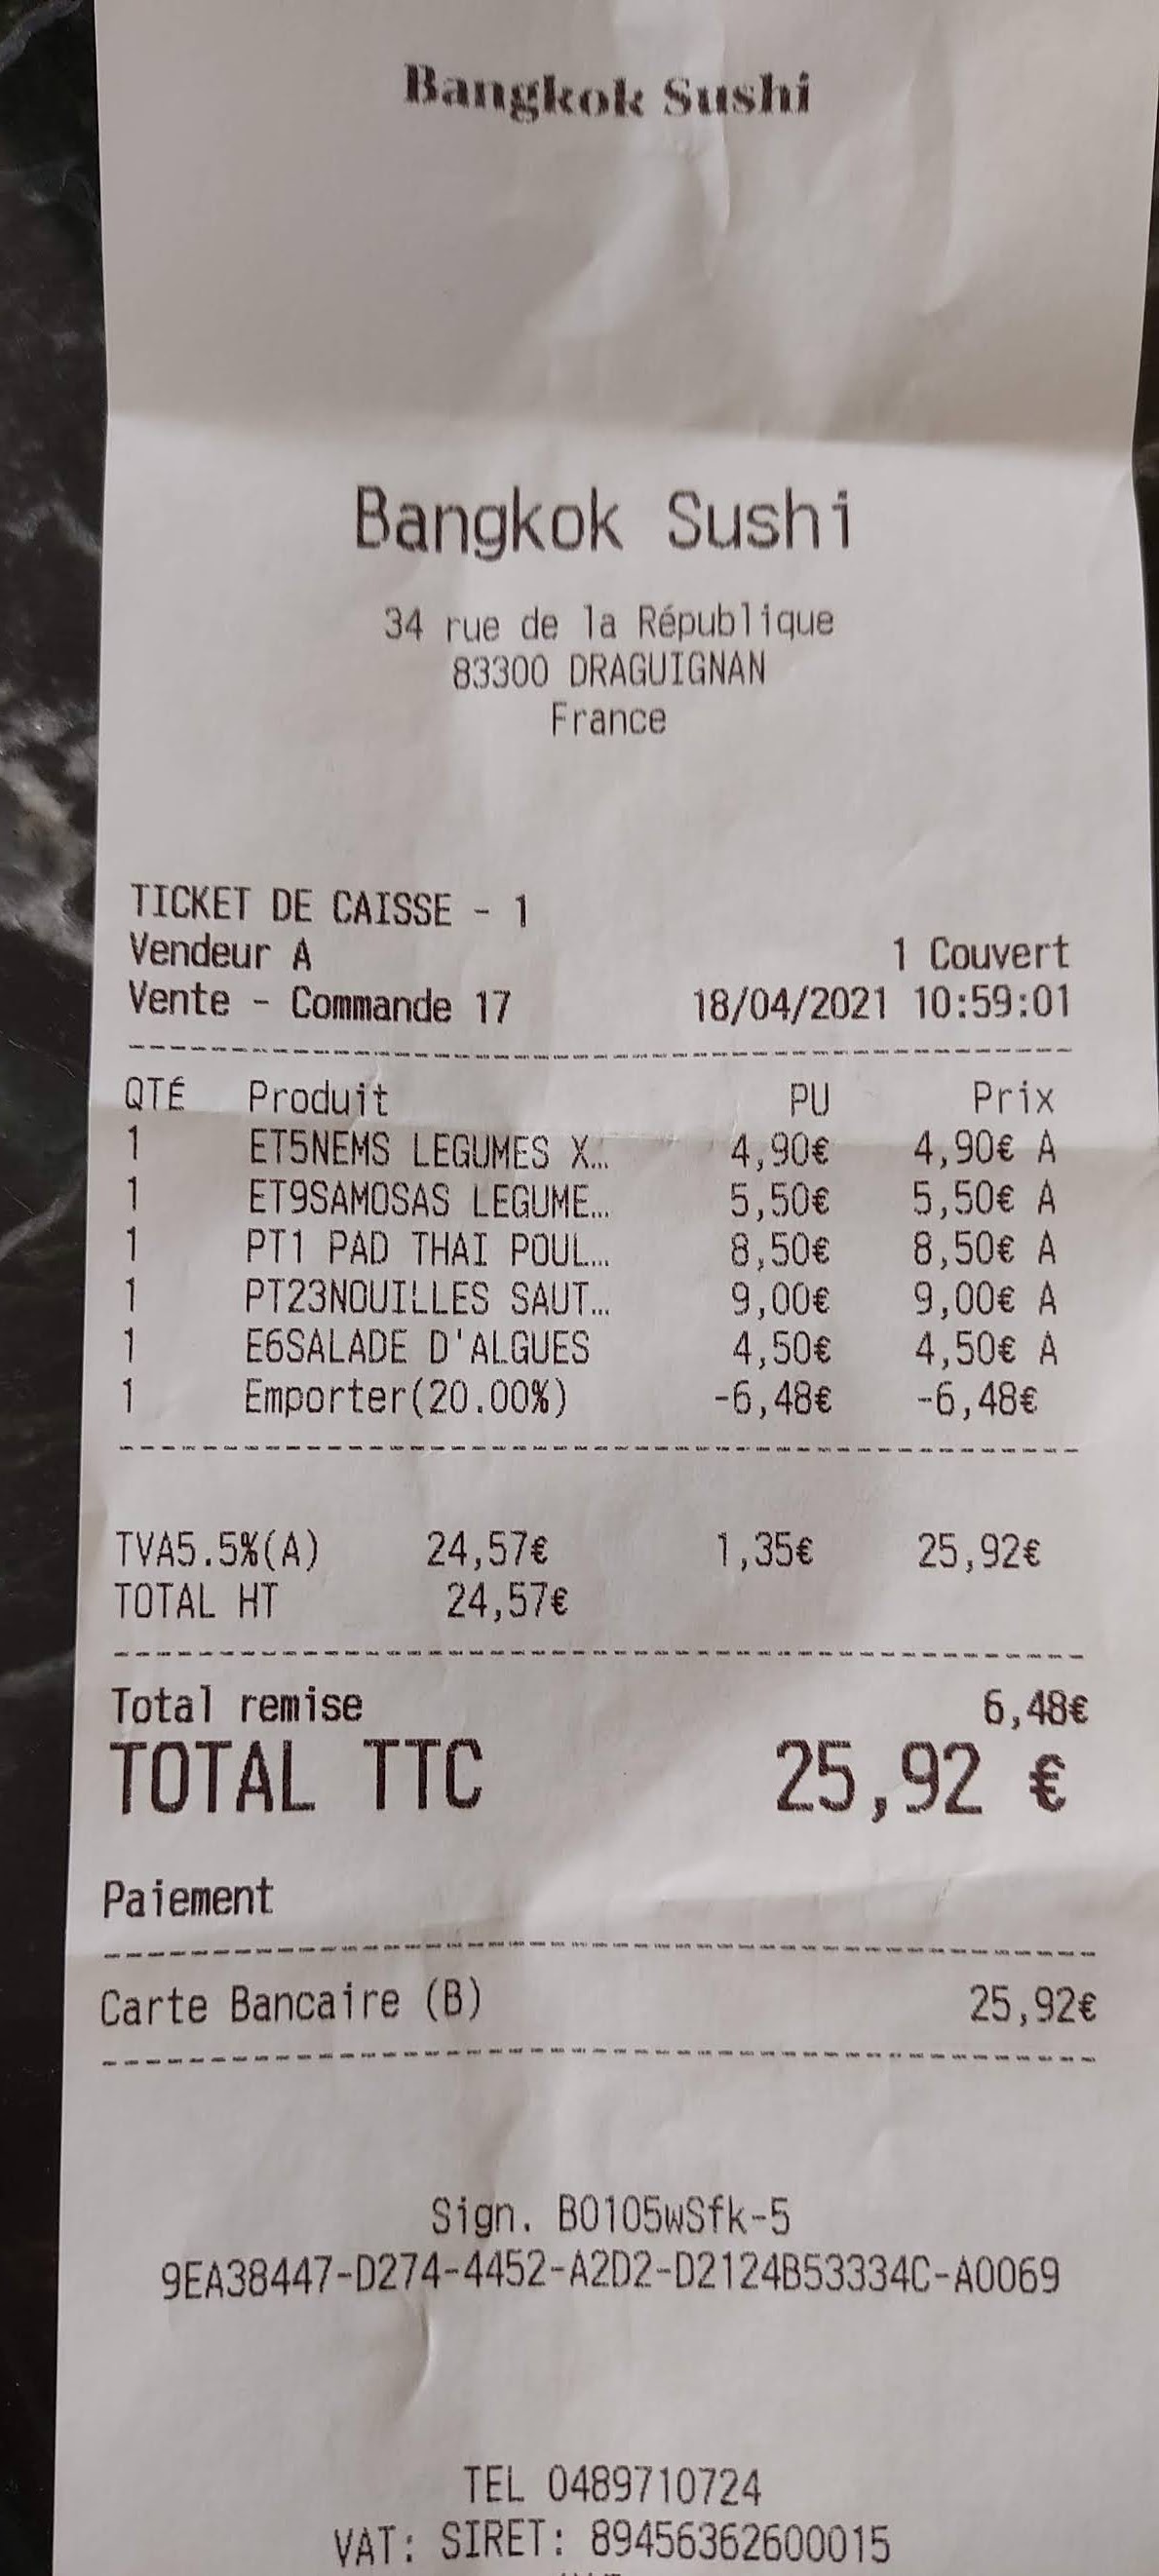 Bangkok Sushi
Bangkok Sushi
34 rue de la République
83300 DRAGUIGNAN
France
TICKET DE CAISSE - 1
Vendeur A 1 Couvert
Vente - Commande 17 18/04/2021 10:59:01
QTÉ Produit PU Prix
1 ET5NEMS LEGUMES X… 4,90€ 4,90€ A
1 ET9SAMOSAS LEGUME… 5,50€ 5,50€ A
1 PT1 PAD THAI POUL… 8,50€ 8,50€ A
1 PT23NOUILLES SAUT… 9,00€ 9,00€ A
1 E6SALADE D'ALGUES 4,50€ 4,50€ A
1 Emporter(20.00%) -6,48€ -6,48€
TVA5.5%(A) 24,57€ 1,35€ 25,92€
TOTAL HT 24,57€
Total remise 6,48€
TOTAL TTC 25,92 €
Paiement
Carte Bancaire (B) 25,92€
Sign. B0105wSfk-5
9EA38447-D274-4452-A2D2-D2124B53334C-A0069
TEL 0489710724
VAT: SIRET: 89456362600015